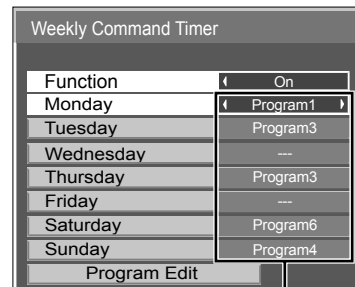 Weekly Command Timer
Function On
Monday Program1
Tuesday Program3
Wednesday ---
Thursday Program3
Friday ---
Saturday Program6
Sunday Program4
Program Edit